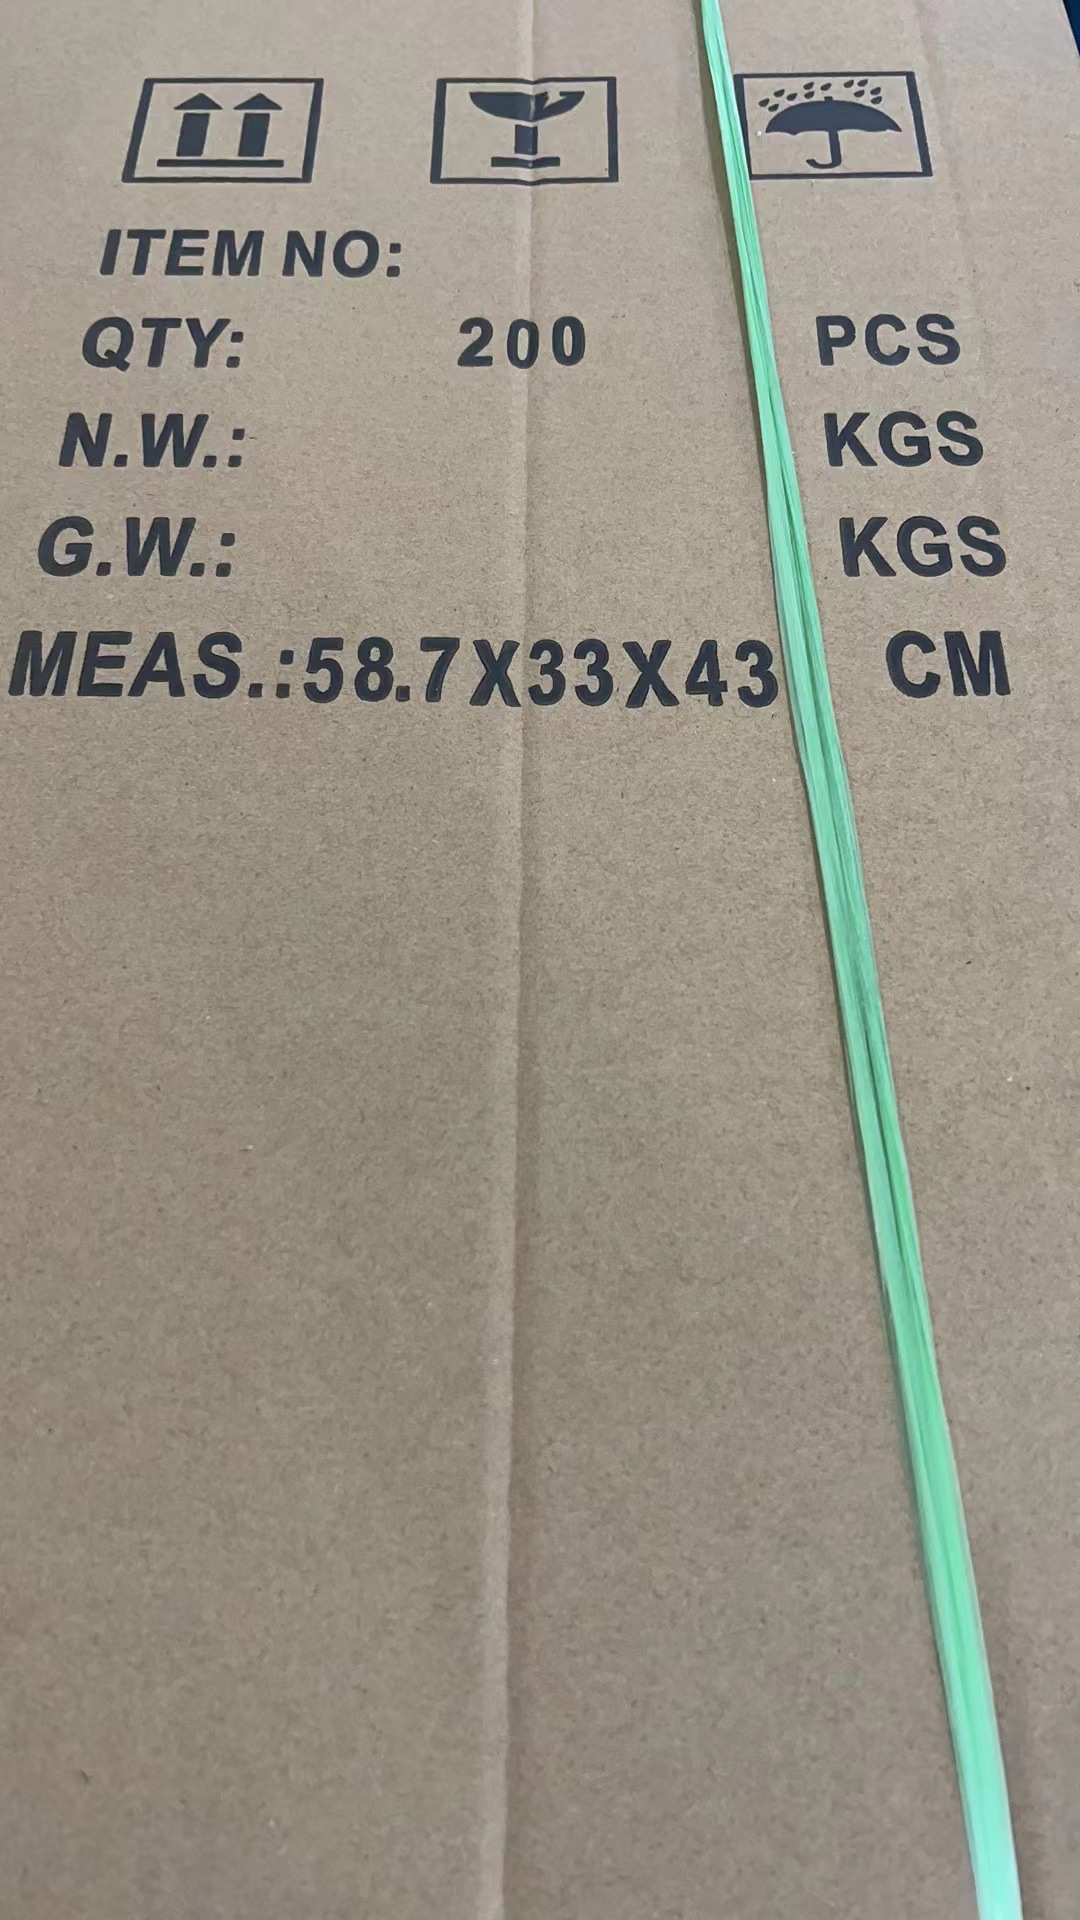 ITEM NO:
QTY: 200 PCS
N.W.: KGS
G.W.: KGS
MEAS.:58.7X33X43 CM